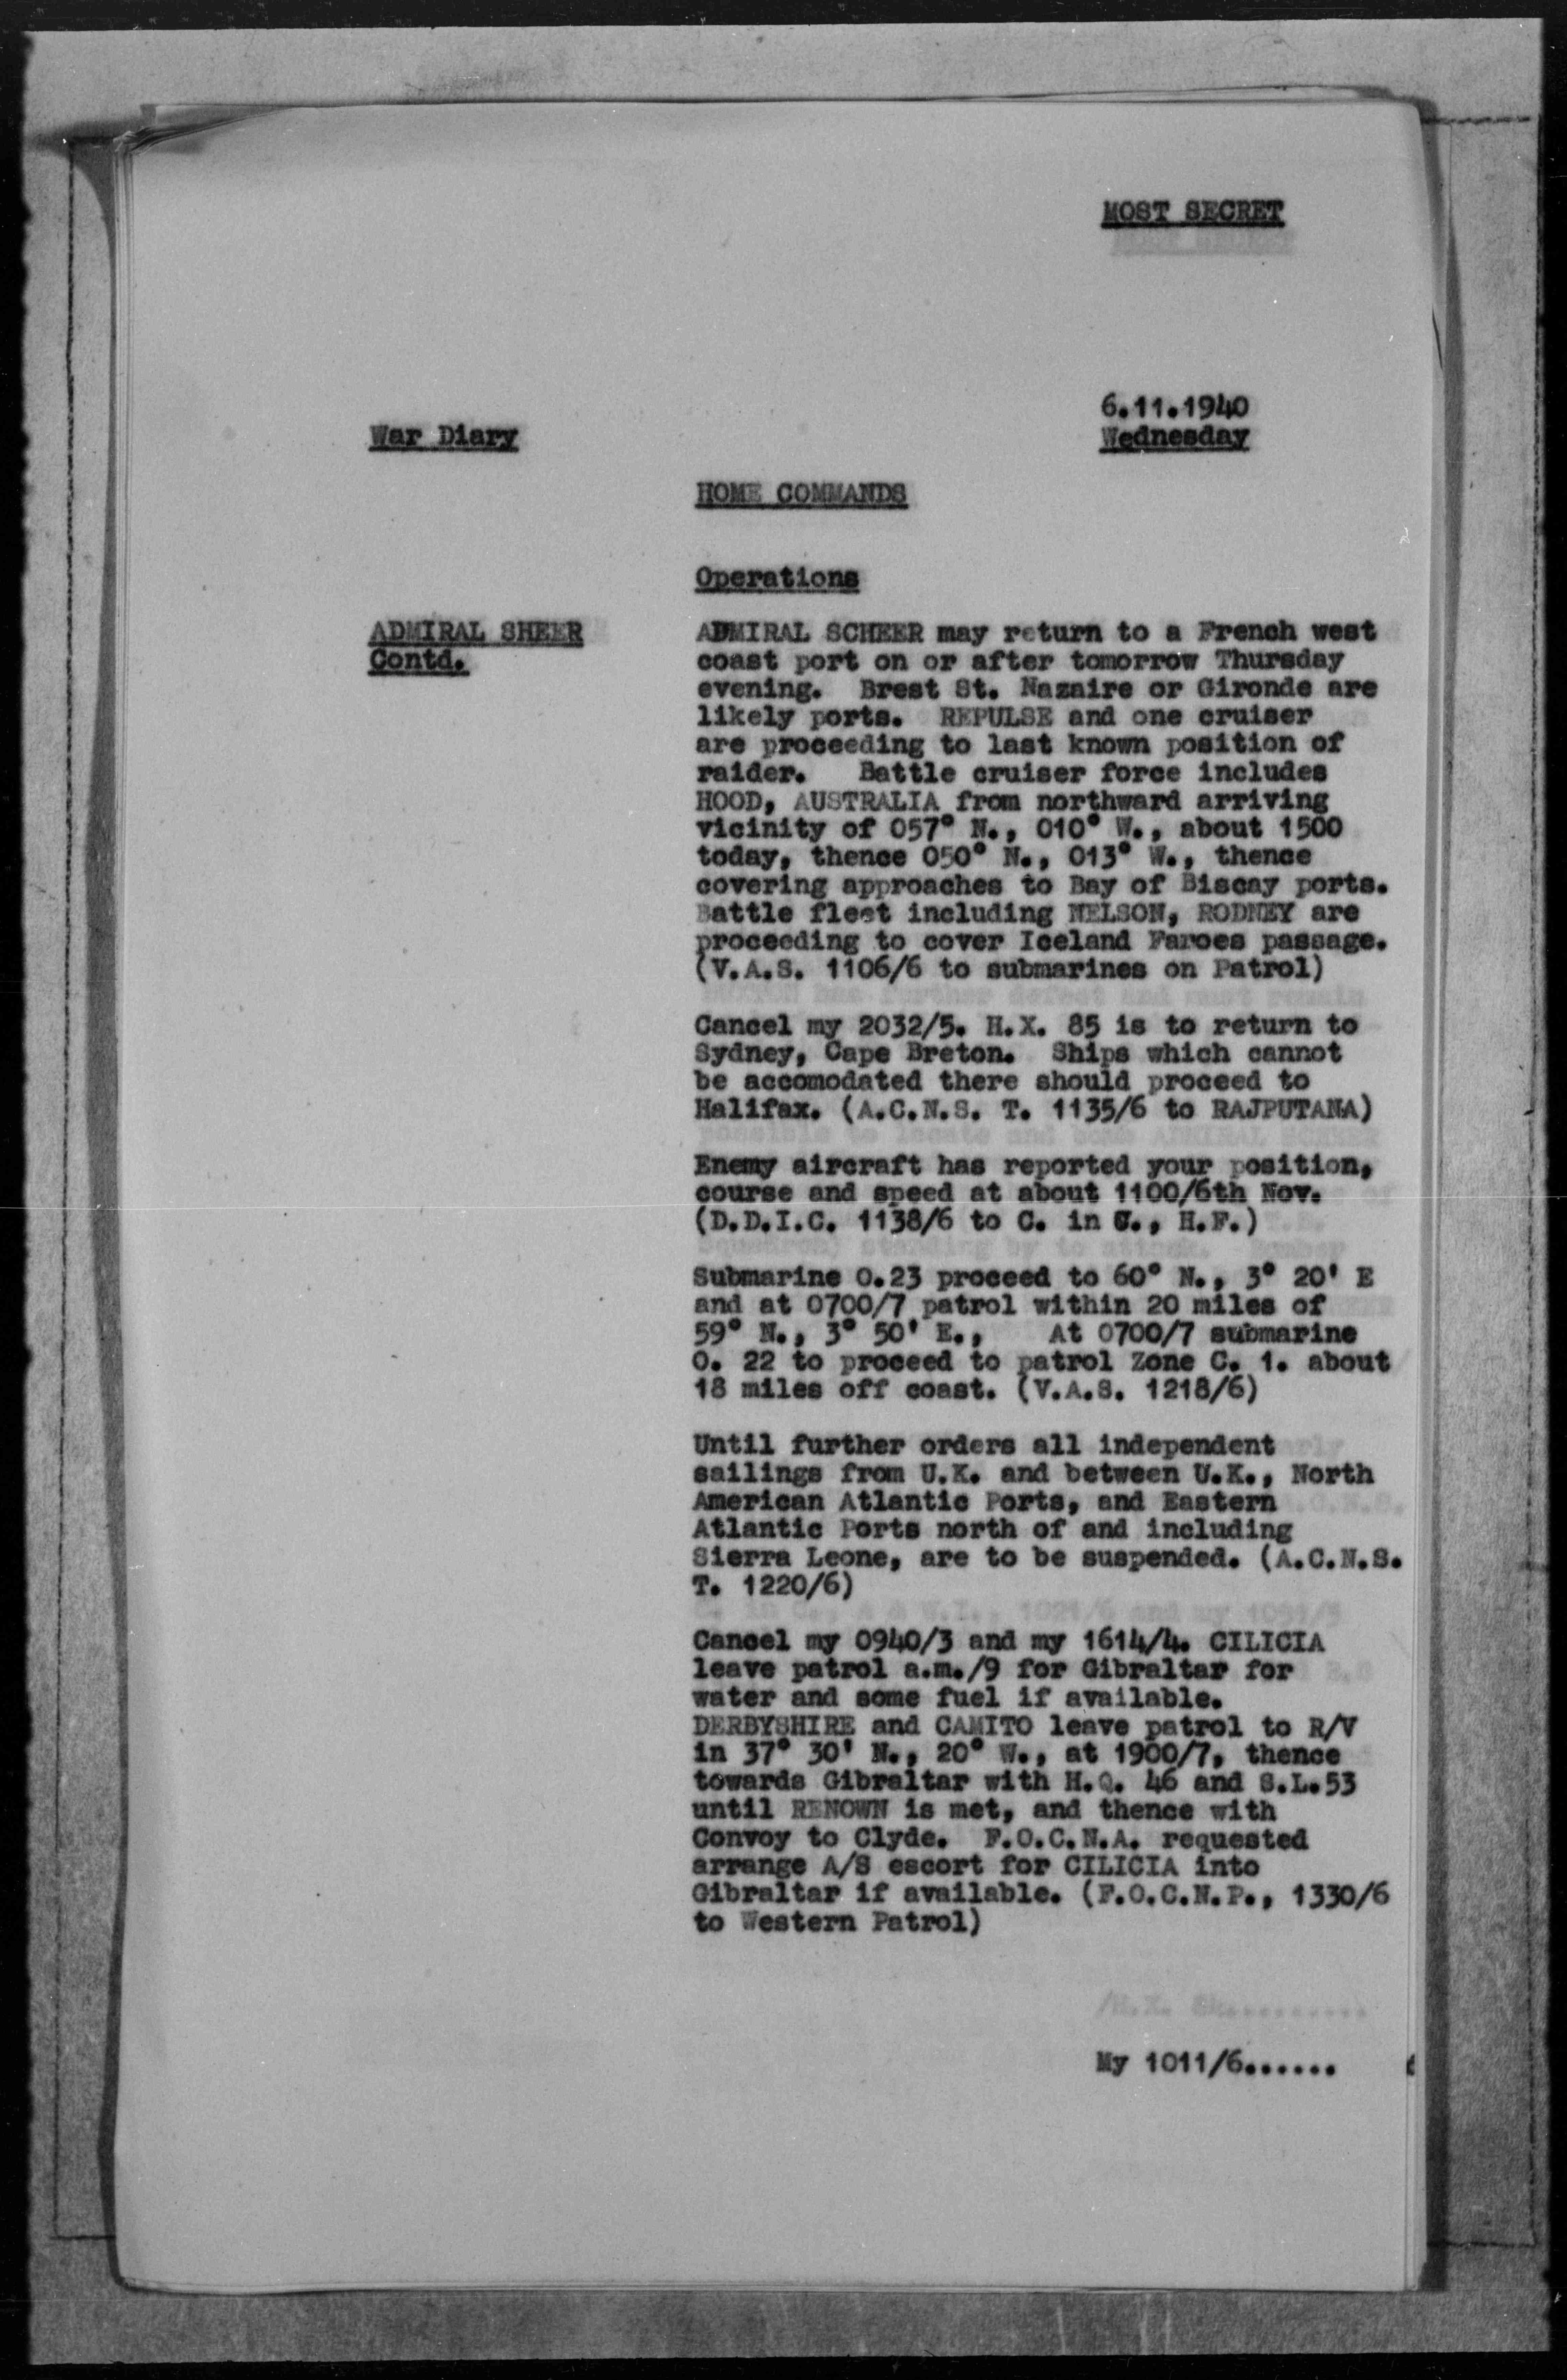 MOST SECRET
6.11.1940
War Diary
Wednesday
HOME COMMANDS
Operations
ADMIRAL SHEER
Contd.
ADMIRAL SCHEER may return to a French west
coast port on or after tomorrow Thursday
evening. Brest St. Nazaire or Gironde are
likely ports. REPULSE and one cruiser
are proceeding to last known position of
raider. Battle cruiser force includes
HOOD, AUSTRALIA from northward arriving
vicinity of 057° N., 010° W., about 1500
today, thence 050° N., 013° W., thence
covering approaches to Bay of Biscay ports.
Battle fleet including NELSON, RODNEY are
proceeding to cover Iceland Faroes passage.
(V.A.S. 1106/6 to submarines on Patrol)
Cancel my 2032/5. H.X. 85 is to return to
Sydney, Cape Breton. Ships which cannot
be accomodated there should proceed to
Halifax. (A.C.N.S. T. 1135/6 to RAJPUTANA)
Enemy aircraft has reported your position,
course and speed at about 1100/6th Nov.
(D.D.I.C. 1138/6 to C. in C., H.F.)
Submarine O.23 proceed to 60° N., 3° 20' E
and at 0700/7 patrol within 20 miles of
59° N., 3° 50' E., At 0700/7 submarine
O. 22 to proceed to patrol Zone C. 1. about
18 miles off coast. (V.A.S. 1218/6)
Until further orders all independent
sailings from U.K. and between U.K., North
American Atlantic Ports, and Eastern
Atlantic Ports north of and including
Sierra Leone, are to be suspended. (A.C.N.S.
T. 1220/6)
Cancel my 0940/3 and my 1614/4. CILICIA
leave patrol a.m./9 for Gibraltar for
water and some fuel if available.
DERBYSHIRE and CAMITO leave patrol to R/V
in 37° 30' N., 20° W., at 1900/7, thence
towards Gibraltar with H.G. 46 and S.L.53
until RENOWN is met, and thence with
Convoy to Clyde. F.O.C.N.A. requested
arrange A/S escort for CILICIA into
Gibraltar if available. (F.O.C.N.P., 1330/6
to Western Patrol)
My 1011/6......